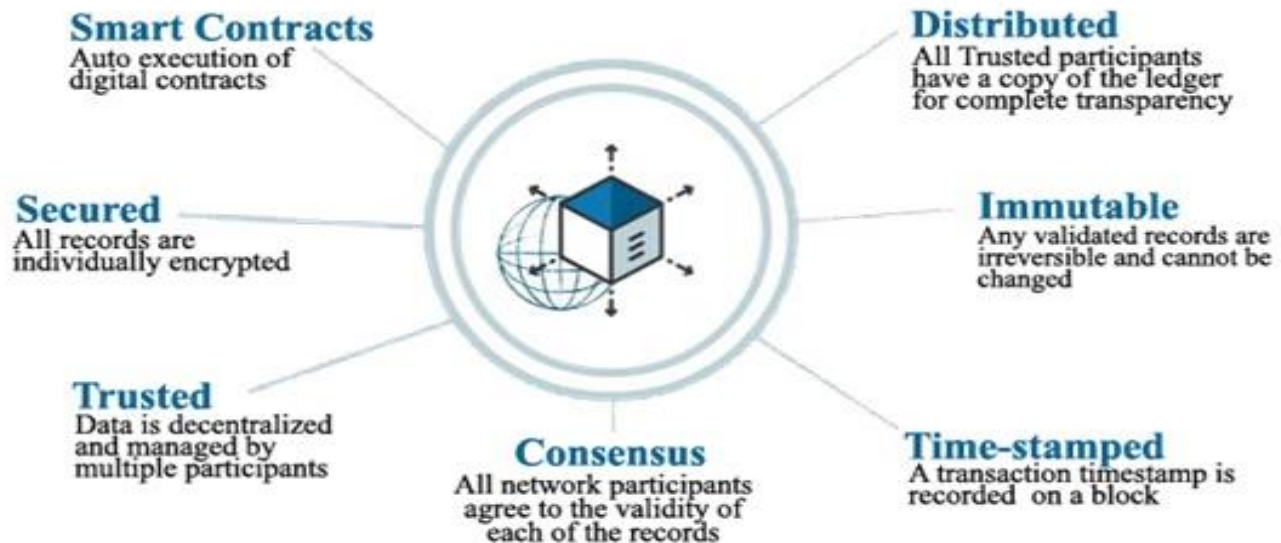 Smart Contracts
Auto execution of
digital contracts
Distributed
All Trusted participants
have a copy of the ledger
for complete transparency
Secured
All records are
individually encrypted
Immutable
Any validated records are
irreversible and cannot be
changed
Trusted
Data is decentralized
and managed by
multiple participants
Consensus
All network participants
agree to the validity of
each of the records
Time-stamped
A transaction timestamp is
recorded on a block